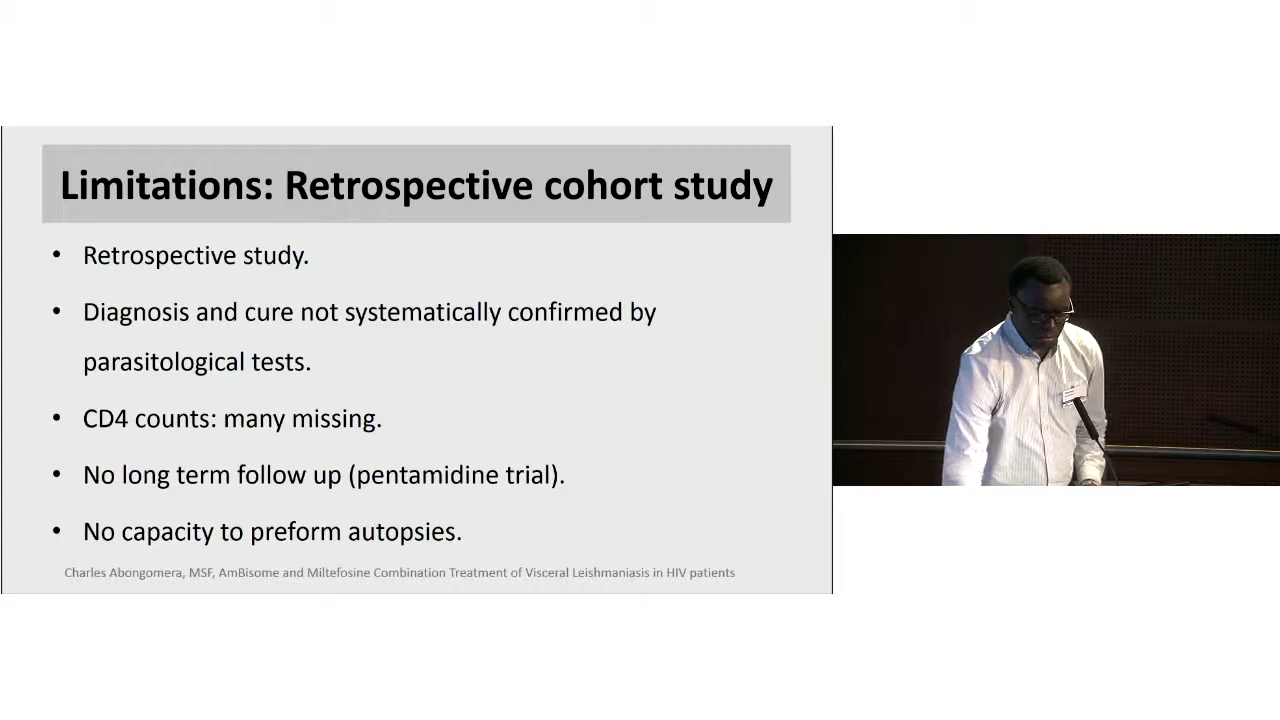 Limitations: Retrospective cohort study
• Retrospective study.
• Diagnosis and cure not systematically confirmed by
parasitological tests.
• CD4 counts: many missing.
• No long term follow up (pentamidine trial).
• No capacity to preform autopsies.
Charles Abongomera, MSF, AmBisome and Miltefosine Combination Treatment of Visceral Leishmaniasis in HIV patients